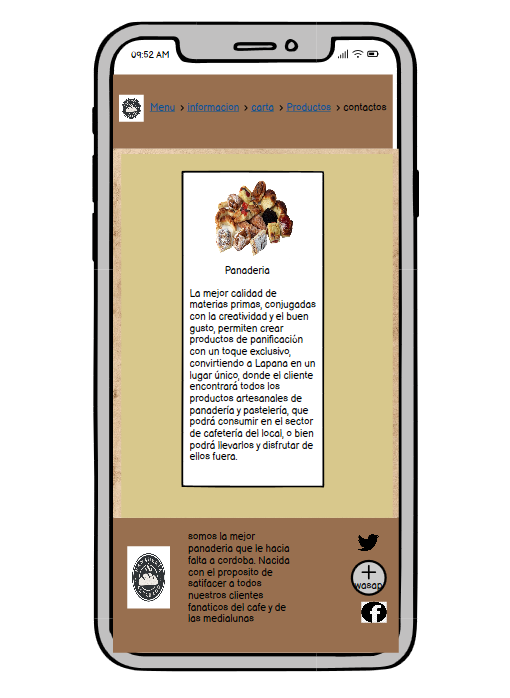 09:52 AM
Menu > informacion > carta > Productos > contactos
Panaderia
La mejor calidad de
materias primas, conjugadas
con la creatividad y el buen
gusto, permiten crear
productos de panificación
con un toque exclusivo,
convirtiendo a Lapana en un
lugar único, donde el cliente
encontrará todos los
productos artesanales de
panadería y pastelería, que
podrá consumir en el sector
de cafetería del local, o bien
podrá llevarlos y disfrutar de
ellos fuera.
somos la mejor
panaderia que le hacia
falta a cordoba. Nacida
con el proposito de
satifacer a todos
nuestros clientes
fanaticos del cafe y de
las medialunas
wasap